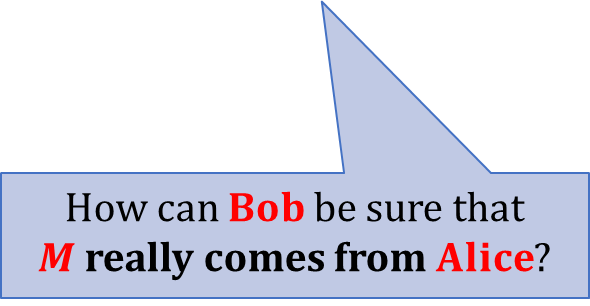 How can Bob be sure that
M really comes from Alice?